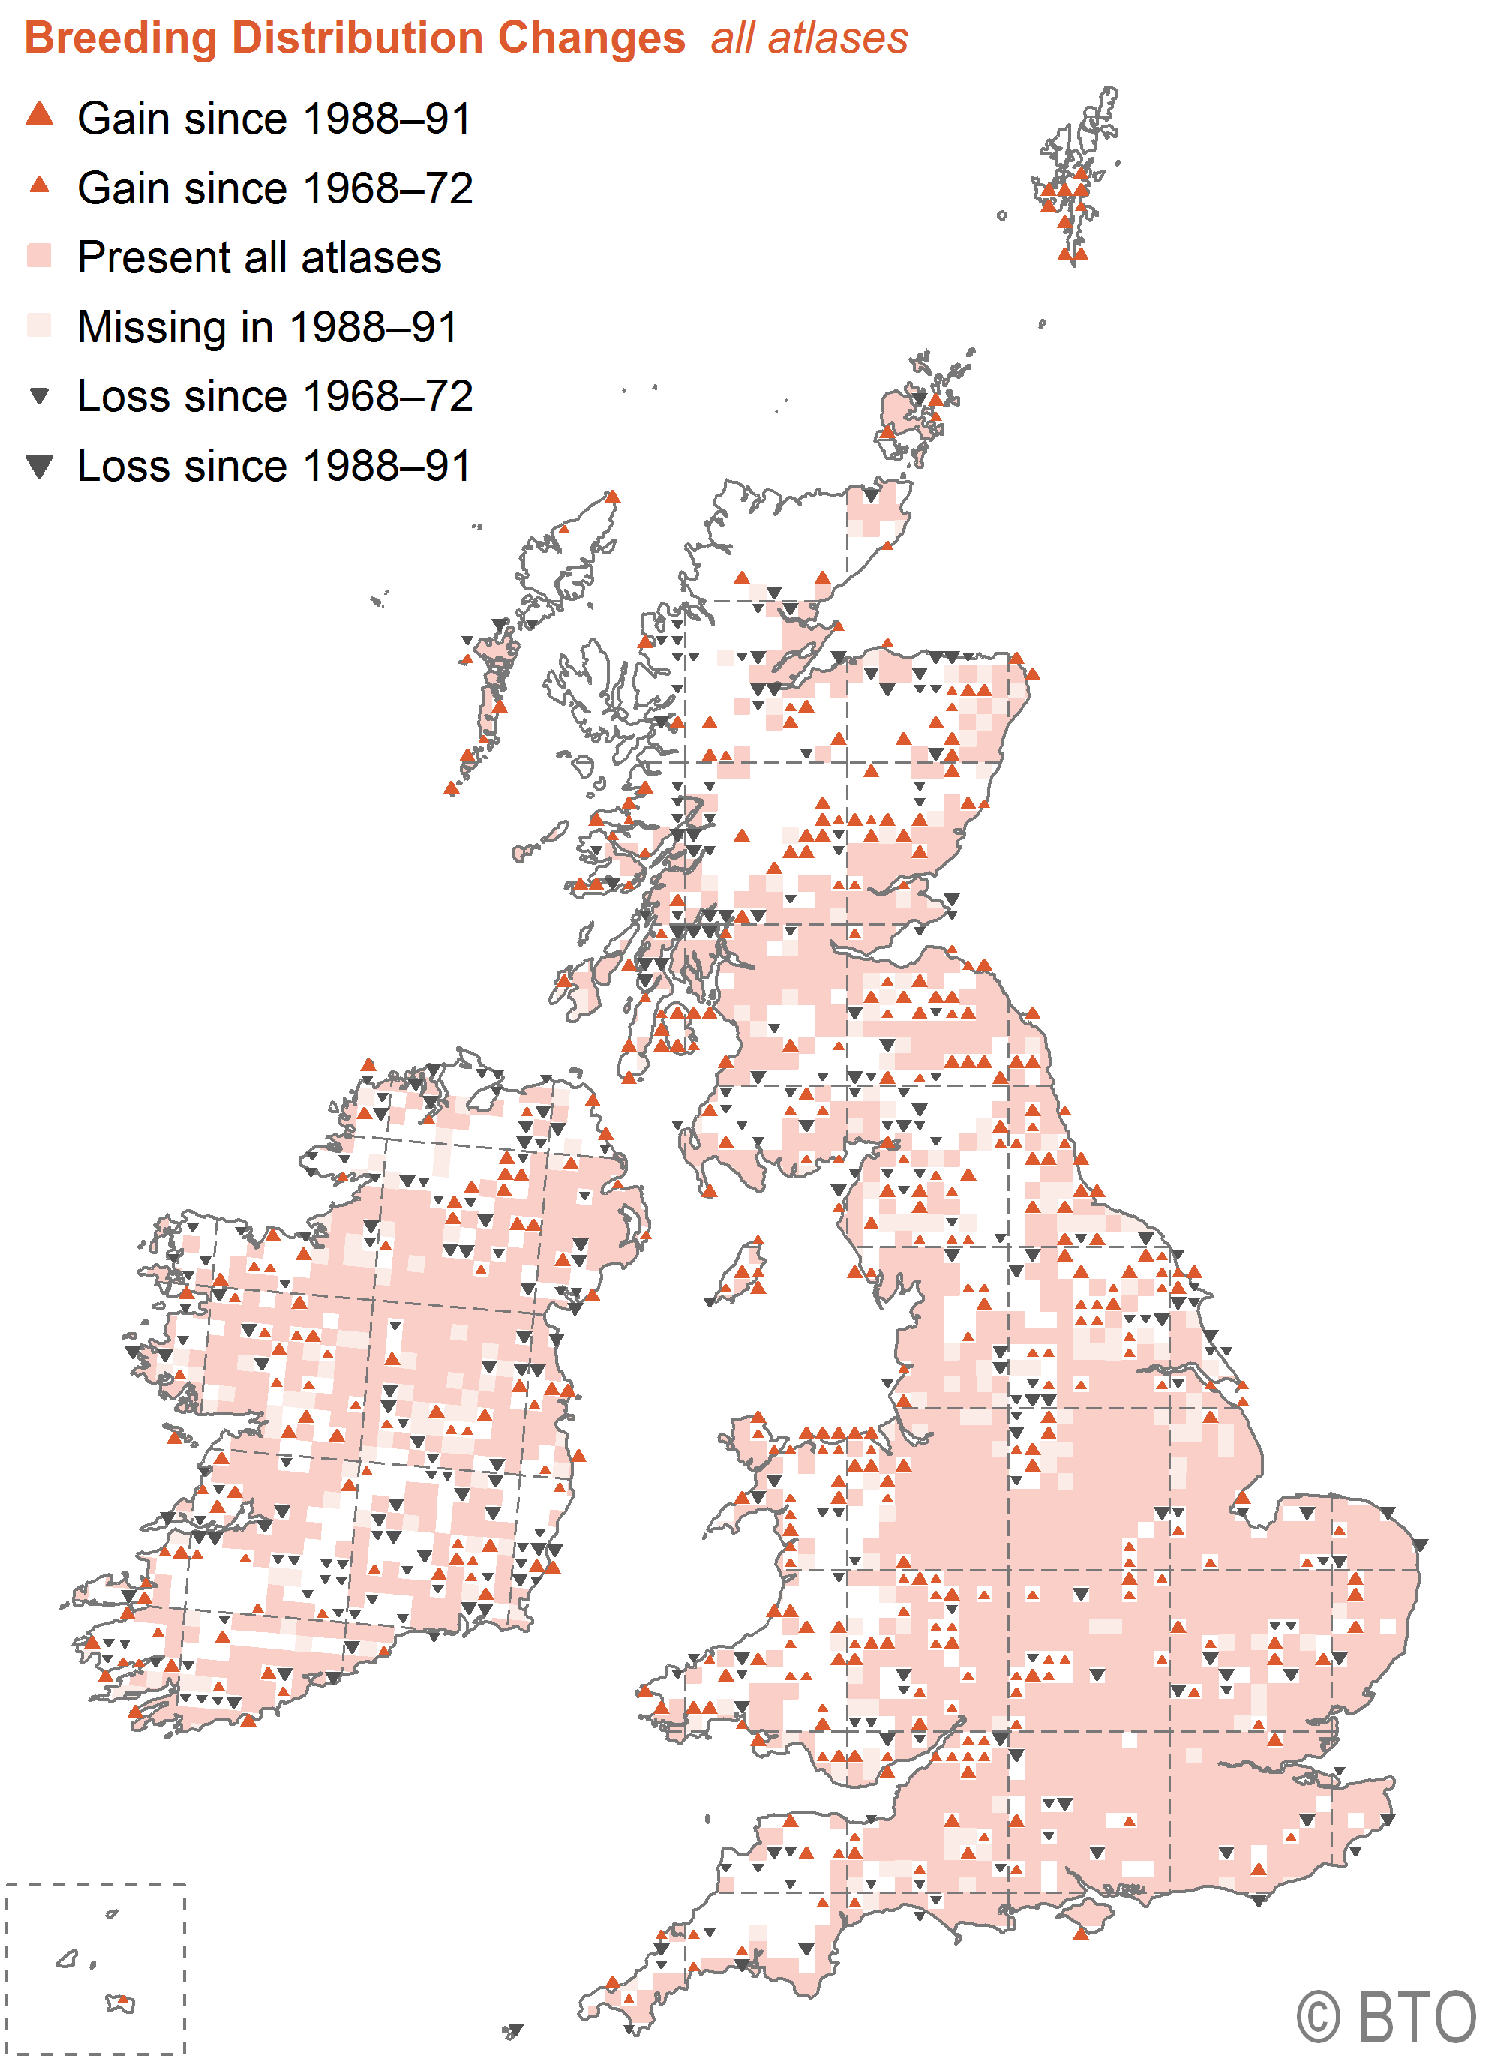 Breeding Distribution Changes all atlases
Gain since 1988–91
Gain since 1968–72
Present all atlases
Missing in 1988–91
Loss since 1968–72
Loss since 1988–91
© BTO